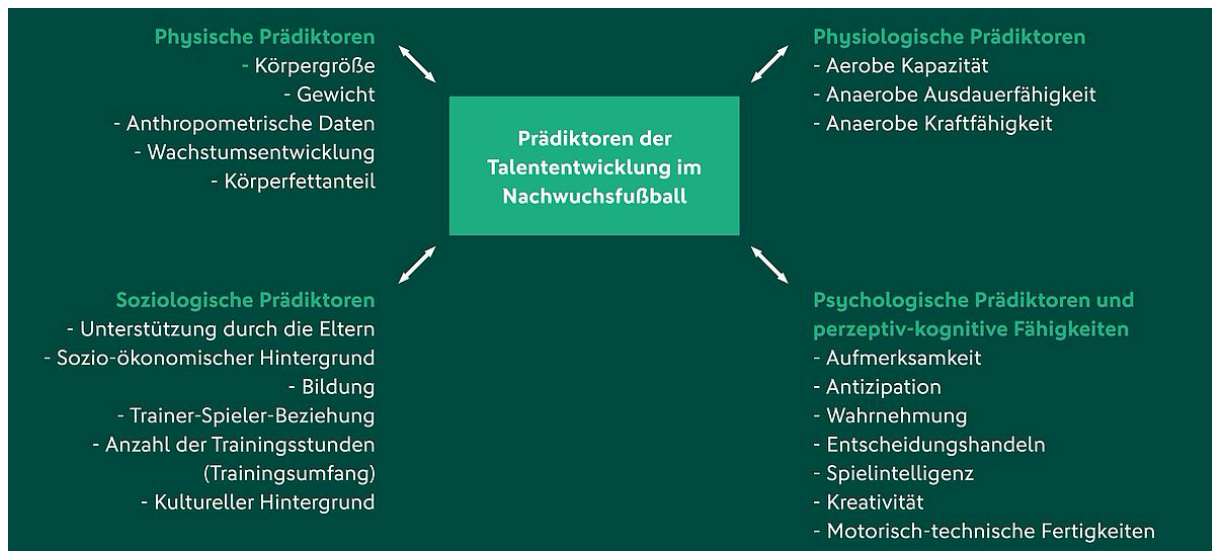 Physische Prädiktoren
- Körpergröße
- Gewicht
- Anthropometrische Daten
- Wachstumsentwicklung
- Körperfettanteil
Physiologische Prädiktoren
- Aerobe Kapazität
- Anaerobe Ausdauerfähigkeit
- Anaerobe Kraftfähigkeit
Prädiktoren der
Talententwicklung im
Nachwuchsfußball
Soziologische Prädiktoren
- Unterstützung durch die Eltern
- Sozio-ökonomischer Hintergrund
- Bildung
- Trainer-Spieler-Beziehung
- Anzahl der Trainingsstunden
(Trainingsumfang)
- Kultureller Hintergrund
Psychologische Prädiktoren und
perzeptiv-kognitive Fähigkeiten
- Aufmerksamkeit
- Antizipation
- Wahrnehmung
- Entscheidungshandeln
- Spielintelligenz
- Kreativität
- Motorisch-technische Fertigkeiten